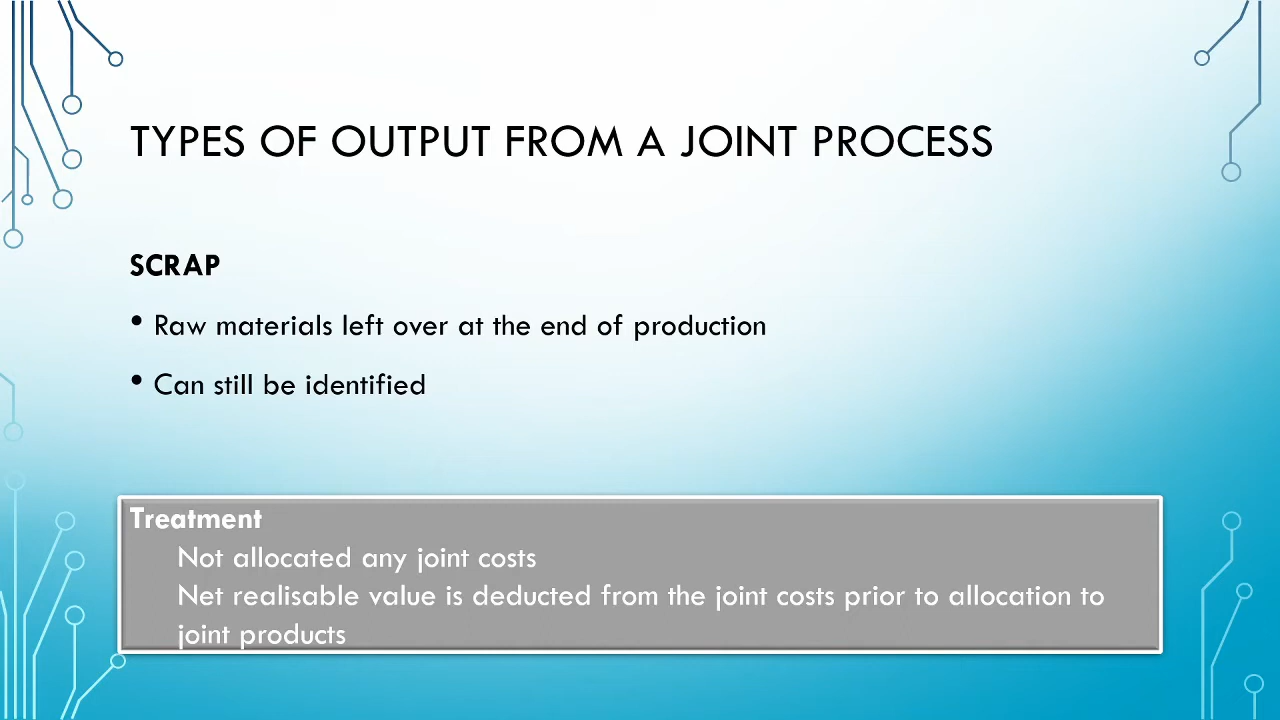 TYPES OF OUTPUT FROM A JOINT PROCESS
SCRAP
• Raw materials left over at the end of production
• Can still be identified
Treatment
Not allocated any joint costs
Net realisable value is deducted from the joint costs prior to allocation to
joint products